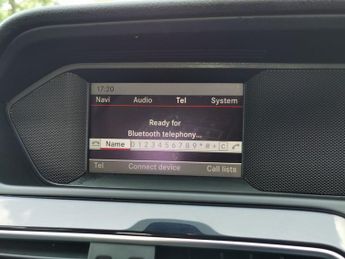 17:20
Navi Audio Tel System
Ready for
Bluetooth telephony...
Name 0 1 2 3 4 5 6 7 8 9 * # + C
Tel Connect device Call lists